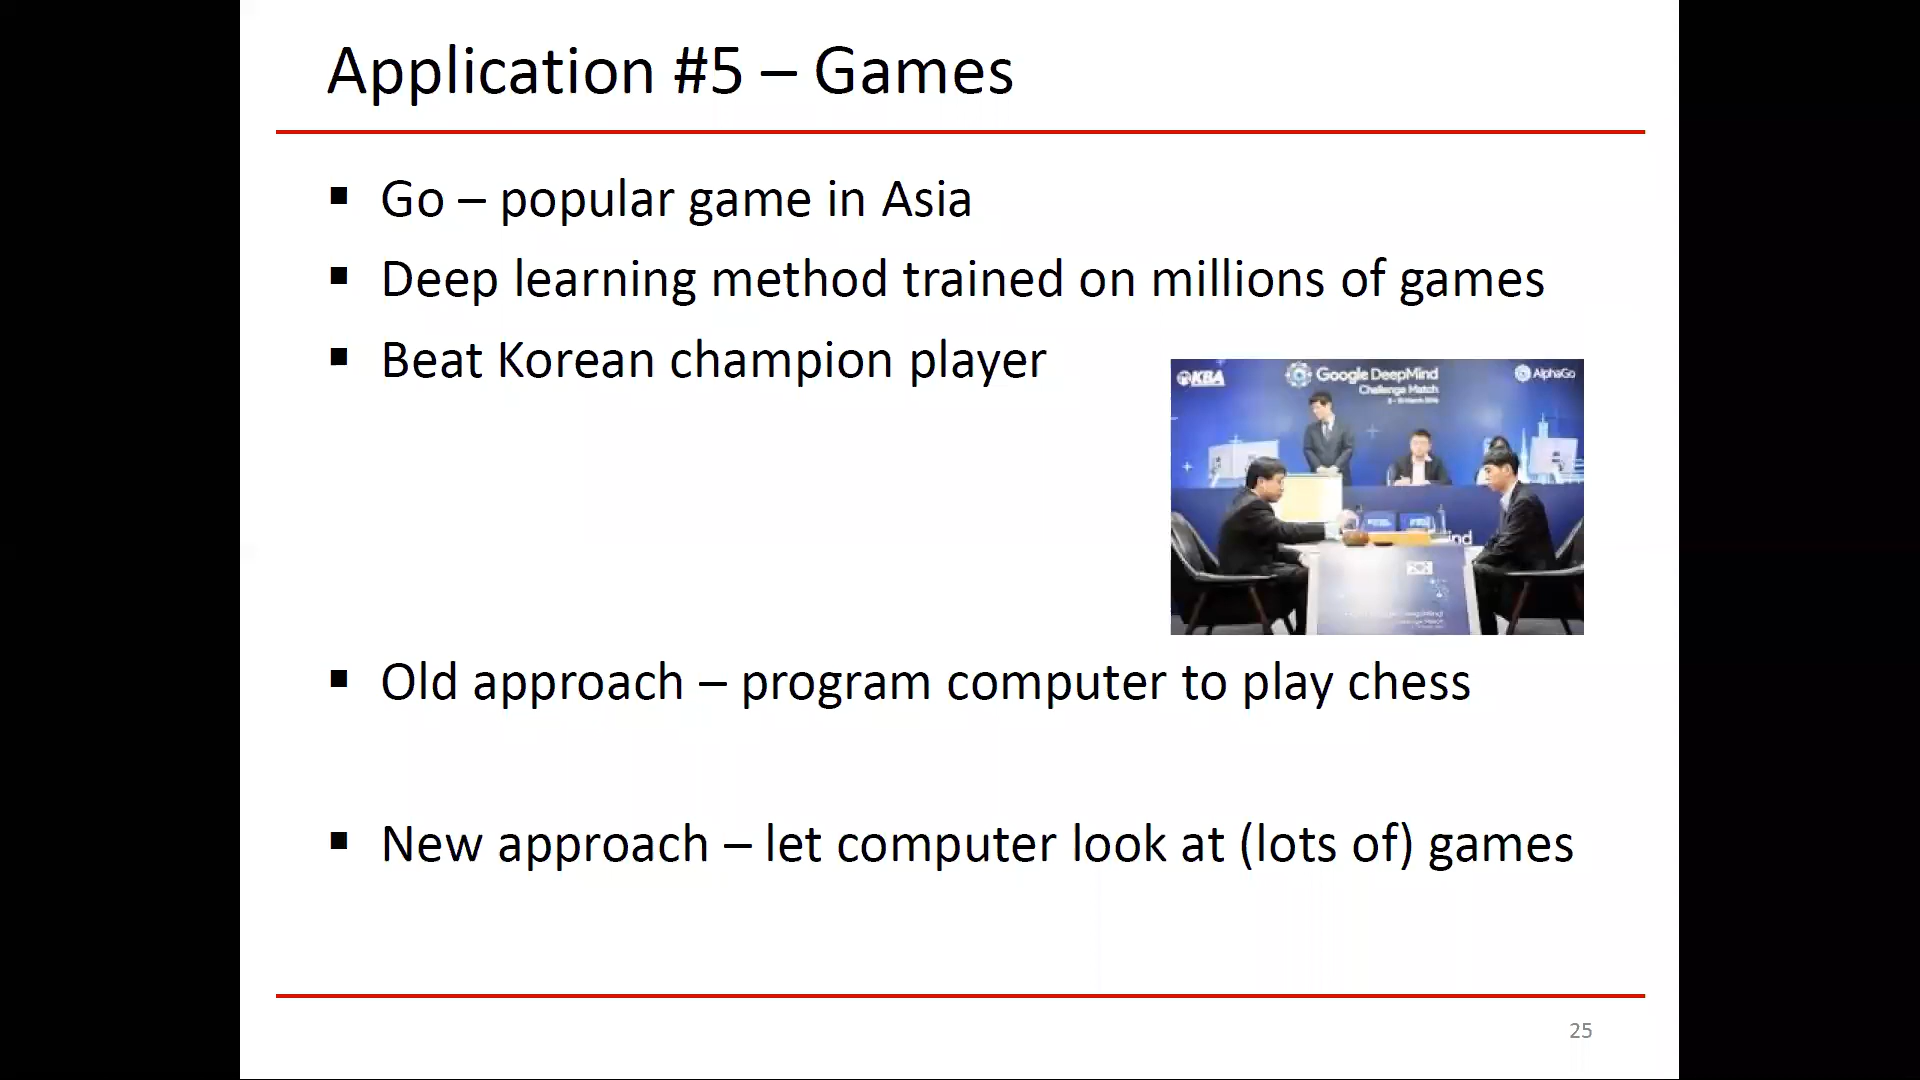 Application #5 – Games
Go – popular game in Asia
Deep learning method trained on millions of games
Beat Korean champion player
KBA
Google DeepMind
Challenge Match
AlphaGo
Old approach – program computer to play chess
New approach – let computer look at (lots of) games
25